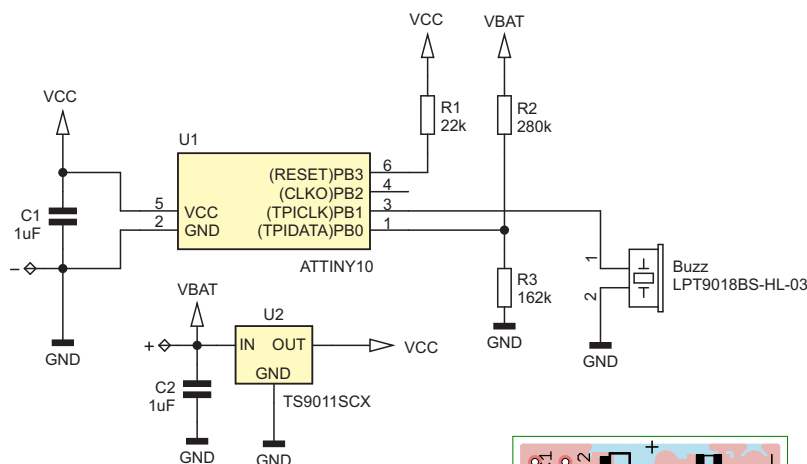 VCC
VBAT
R1
22k
R2
280k
VCC
U1
(RESET)PB3
6
(CLKO)PB2
4
5
VCC
(TPICLK)PB1
3
2
GND
(TPIDATA)PB0
1
C1
1uF
ATTINY10
–
1
2
Buzz
LPT9018BS-HL-03
R3
162k
GND
GND
GND
VBAT
U2
+
IN
OUT
VCC
GND
C2
1uF
TS9011SCX
GND
GND
+
2